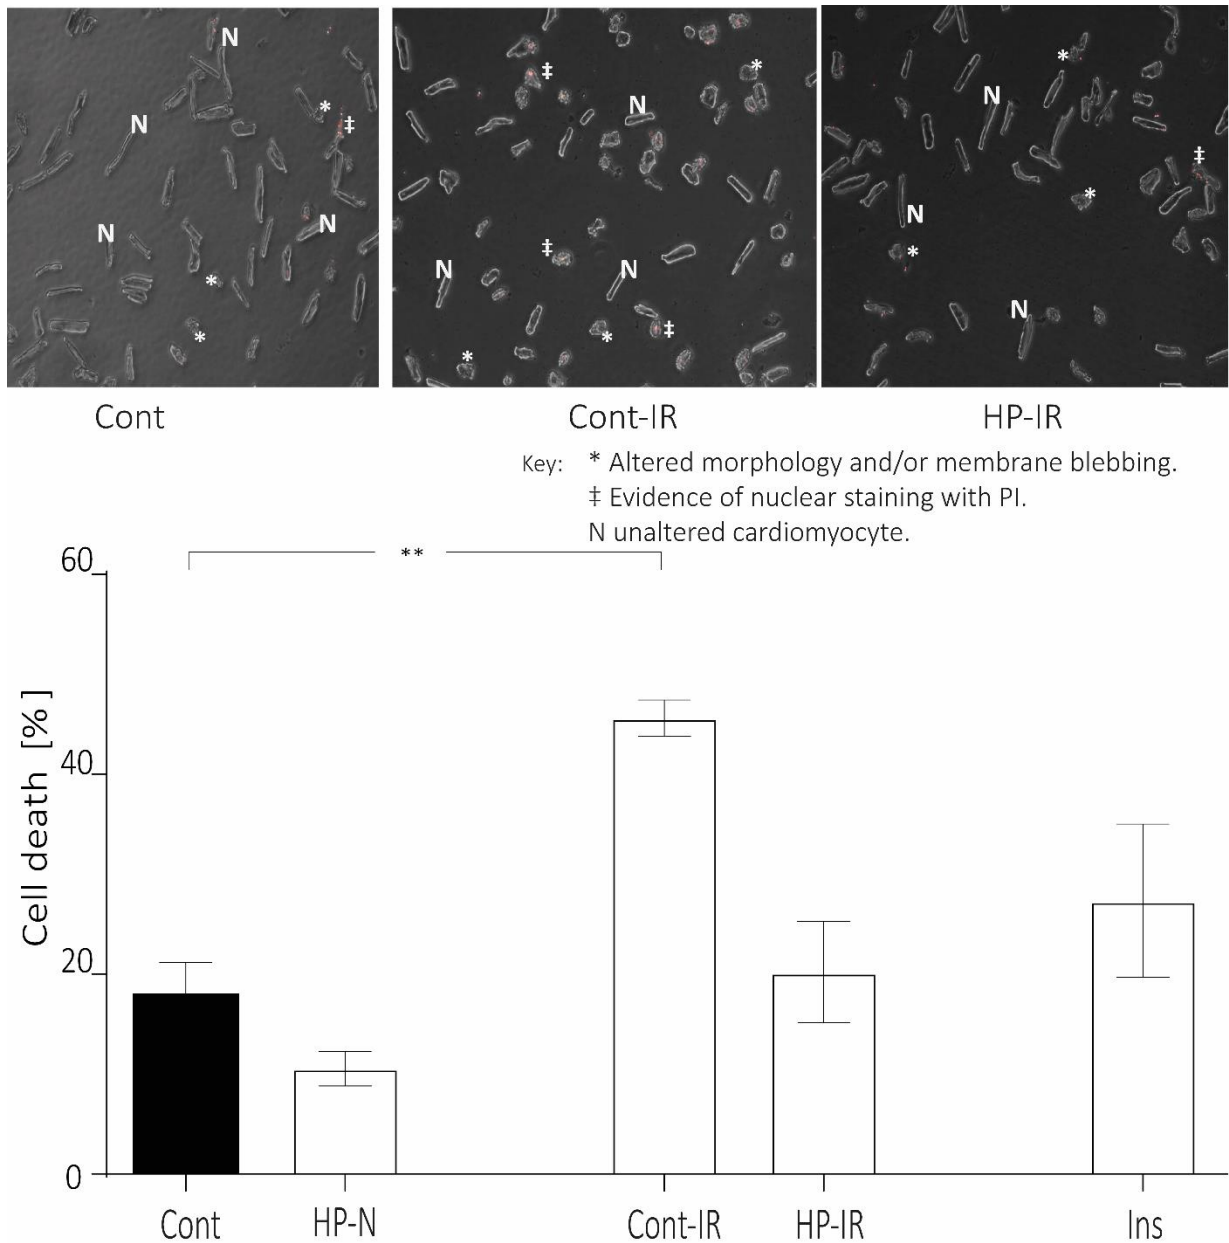 N
*
‡
N
N
N
*
*
‡
*
N
‡
N
N
*
‡
*
*
N
‡
*
N
*
N
Cont
Cont-IR
HP-IR
Key: * Altered morphology and/or membrane blebbing.
‡ Evidence of nuclear staining with PI.
N unaltered cardiomyocyte.
**
60
40
20
0
Cell death [%]
Cont
HP-N
Cont-IR
HP-IR
Ins